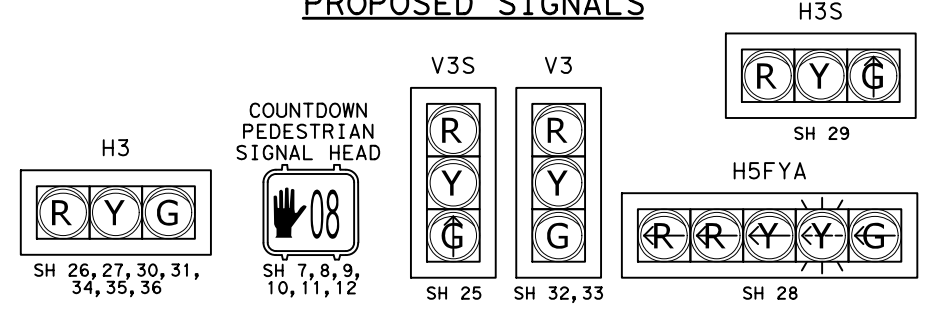 PROPOSED SIGNALS
H3
R Y G
SH 26, 27, 30, 31,
34, 35, 36
COUNTDOWN
PEDESTRIAN
SIGNAL HEAD
08
SH 7, 8, 9,
10, 11, 12
V3S
R
Y
G
SH 25
V3
R
Y
G
SH 32, 33
H3S
R Y G
SH 29
H5FYA
R R Y Y G
SH 28